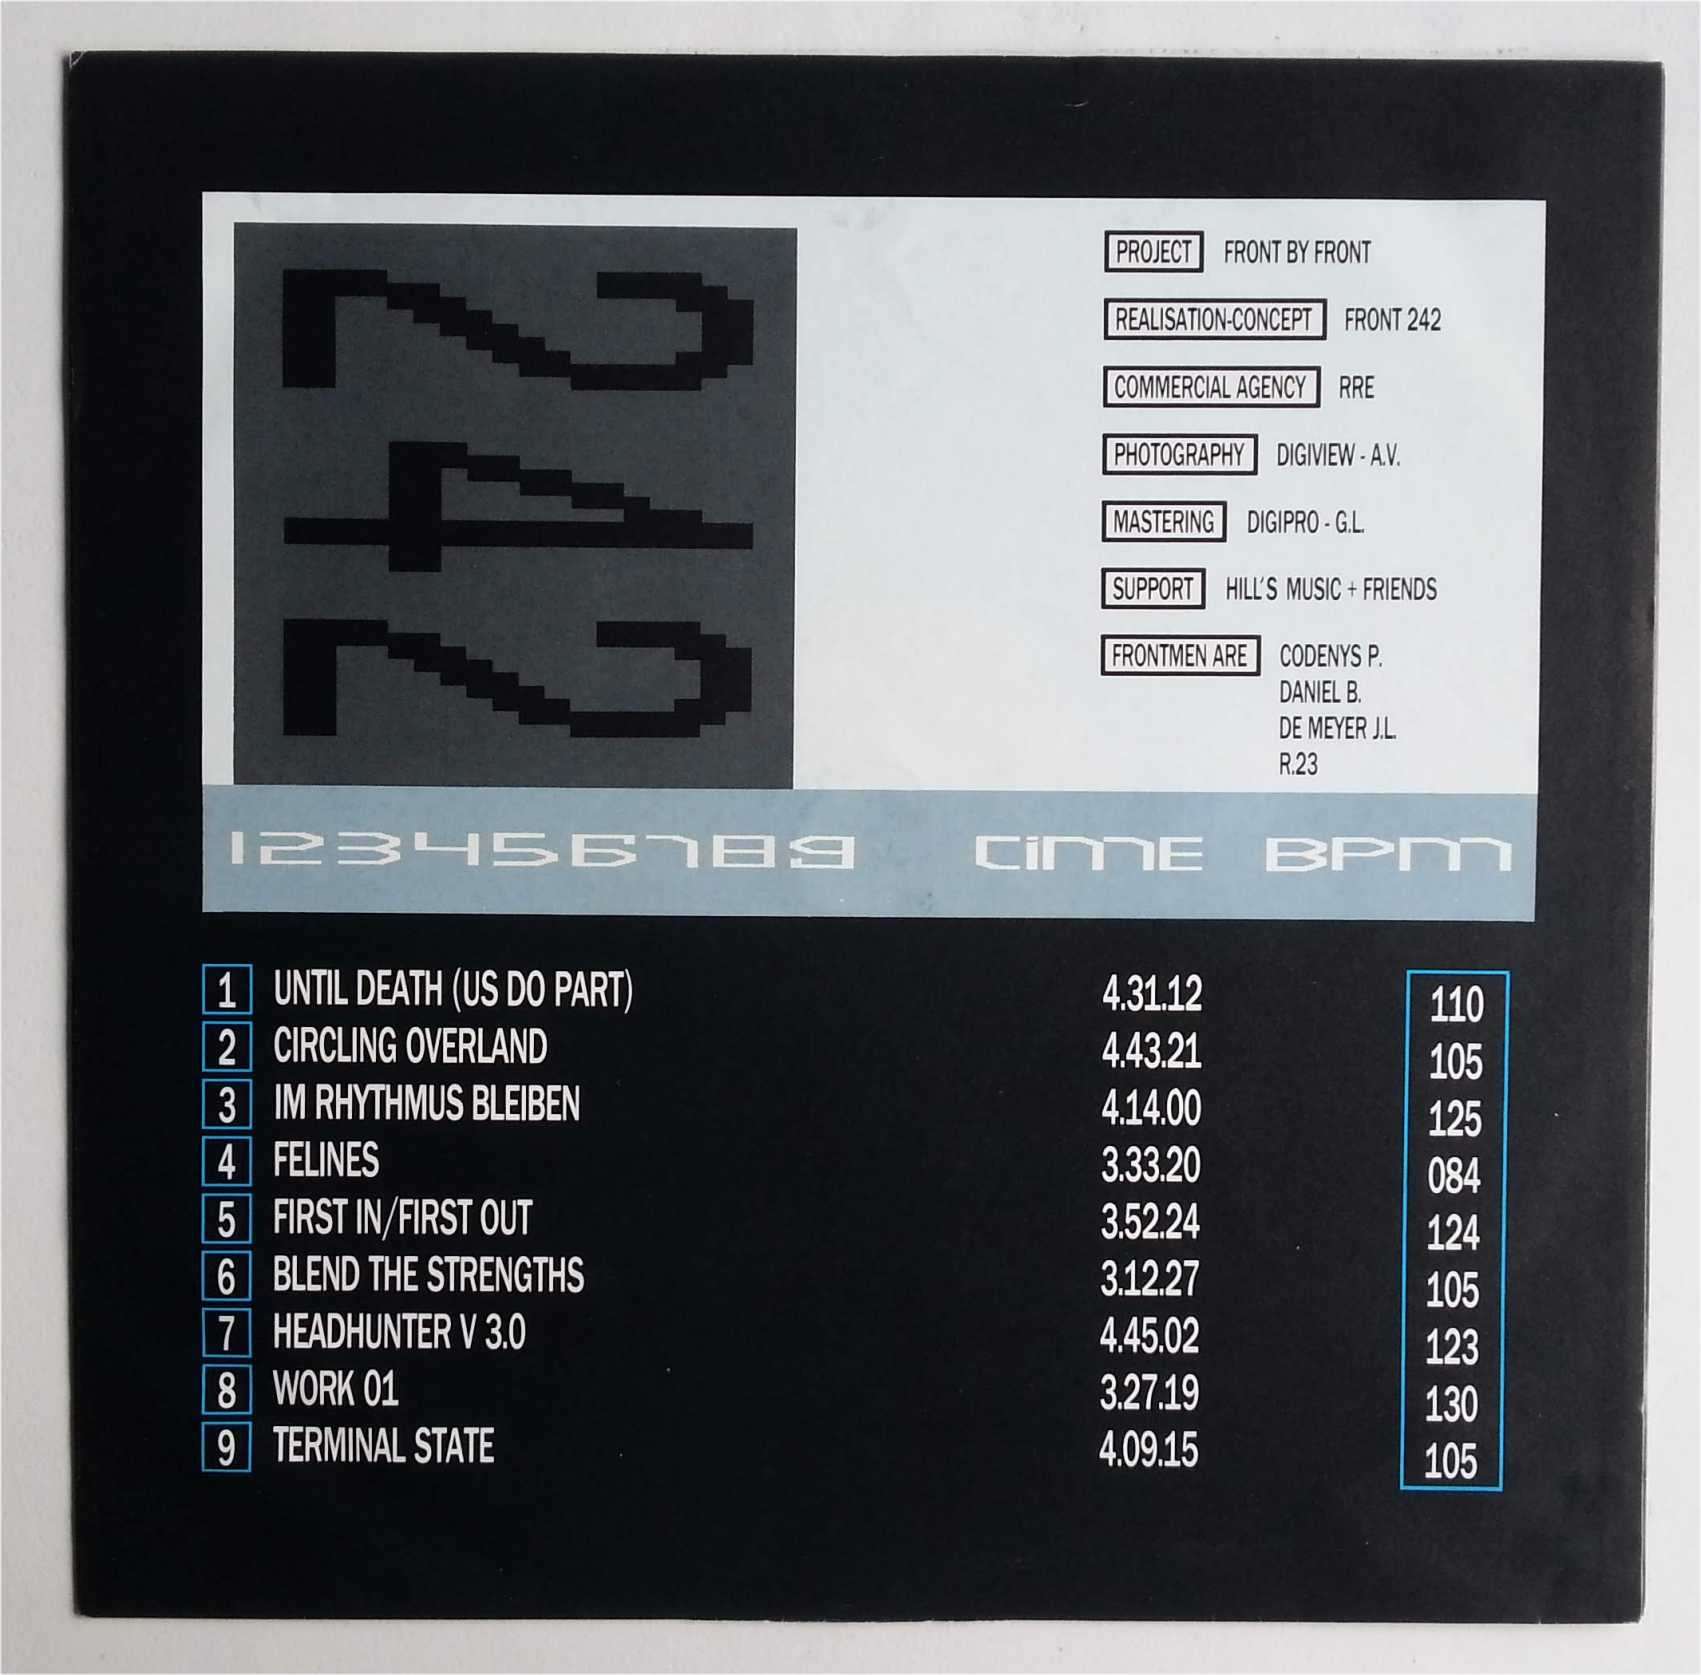 242
PROJECT FRONT BY FRONT
REALISATION-CONCEPT FRONT 242
COMMERCIAL AGENCY RRE
PHOTOGRAPHY DIGIVIEW - A.V.
MASTERING DIGIPRO - G.L.
SUPPORT HILL'S MUSIC + FRIENDS
FRONTMEN ARE CODENYS P.
DANIEL B.
DE MEYER J.L.
R.23
123456789 TIME BPM
1 UNTIL DEATH (US DO PART) 4.31.12 110
2 CIRCLING OVERLAND 4.43.21 105
3 IM RHYTHMUS BLEIBEN 4.14.00 125
4 FELINES 3.33.20 084
5 FIRST IN/FIRST OUT 3.52.24 124
6 BLEND THE STRENGTHS 3.12.27 105
7 HEADHUNTER V 3.0 4.45.02 123
8 WORK 01 3.27.19 130
9 TERMINAL STATE 4.09.15 105